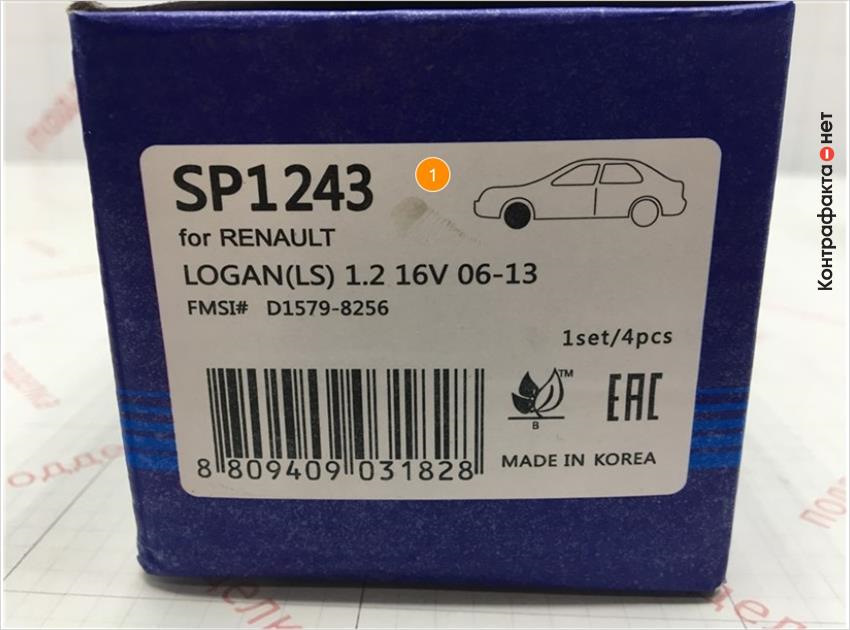 SP1243
1
for RENAULT
LOGAN(LS) 1.2 16V 06-13
FMSI# D1579-8256
1set/4pcs
TM
B
EAC
8 809409 031828
MADE IN KOREA
Контрафакта нет